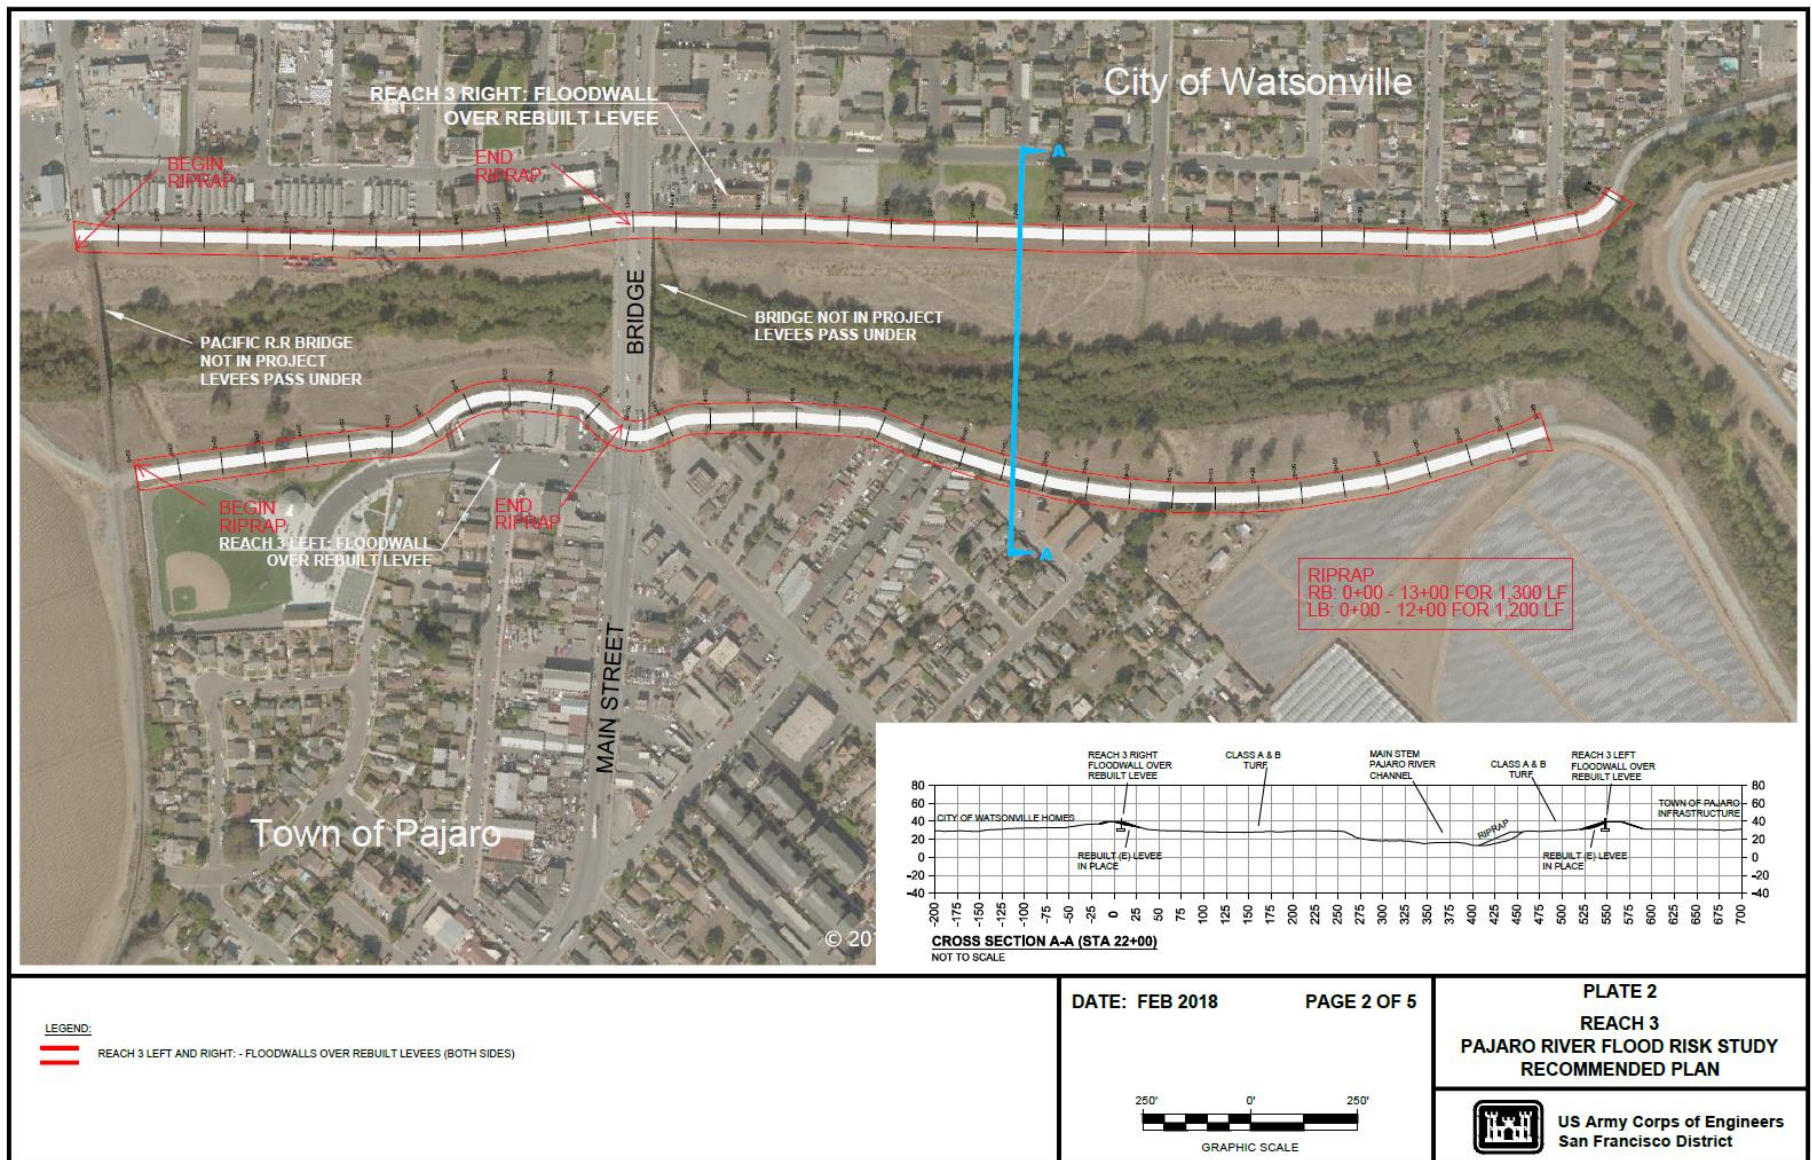 City of Watsonville
REACH 3 RIGHT: FLOODWALL
OVER REBUILT LEVEE
BEGIN
RIPRAP
END
RIPRAP
A
BRIDGE
BRIDGE NOT IN PROJECT
LEVEES PASS UNDER
PACIFIC R.R BRIDGE
NOT IN PROJECT
LEVEES PASS UNDER
BEGIN
RIPRAP
END
RIPRAP
REACH 3 LEFT: FLOODWALL
OVER REBUILT LEVEE
A
RIPRAP
RB: 0+00 - 13+00 FOR 1,300 LF
LB: 0+00 - 12+00 FOR 1,200 LF
MAIN STREET
Town of Pajaro
© 201
REACH 3 RIGHT
FLOODWALL OVER
REBUILT LEVEE
CLASS A & B
TURF
MAIN STEM
PAJARO RIVER
CHANNEL
CLASS A & B
TURF
REACH 3 LEFT
FLOODWALL OVER
REBUILT LEVEE
80
60
40
20
0
-20
-40
CITY OF WATSONVILLE HOMES
TOWN OF PAJARO
INFRASTRUCTURE
RIPRAP
REBUILT (E) LEVEE
IN PLACE
REBUILT (E) LEVEE
IN PLACE
80
60
40
20
0
-20
-40
-200 -175 -150 -125 -100 -75 -50 -25 0 25 50 75 100 125 150 175 200 225 250 275 300 325 350 375 400 425 450 475 500 525 550 575 600 625 650 675 700
CROSS SECTION A-A (STA 22+00)
NOT TO SCALE
LEGEND:
REACH 3 LEFT AND RIGHT: - FLOODWALLS OVER REBUILT LEVEES (BOTH SIDES)
DATE: FEB 2018 PAGE 2 OF 5
250' 0' 250'
GRAPHIC SCALE
PLATE 2
REACH 3
PAJARO RIVER FLOOD RISK STUDY
RECOMMENDED PLAN
US Army Corps of Engineers
San Francisco District